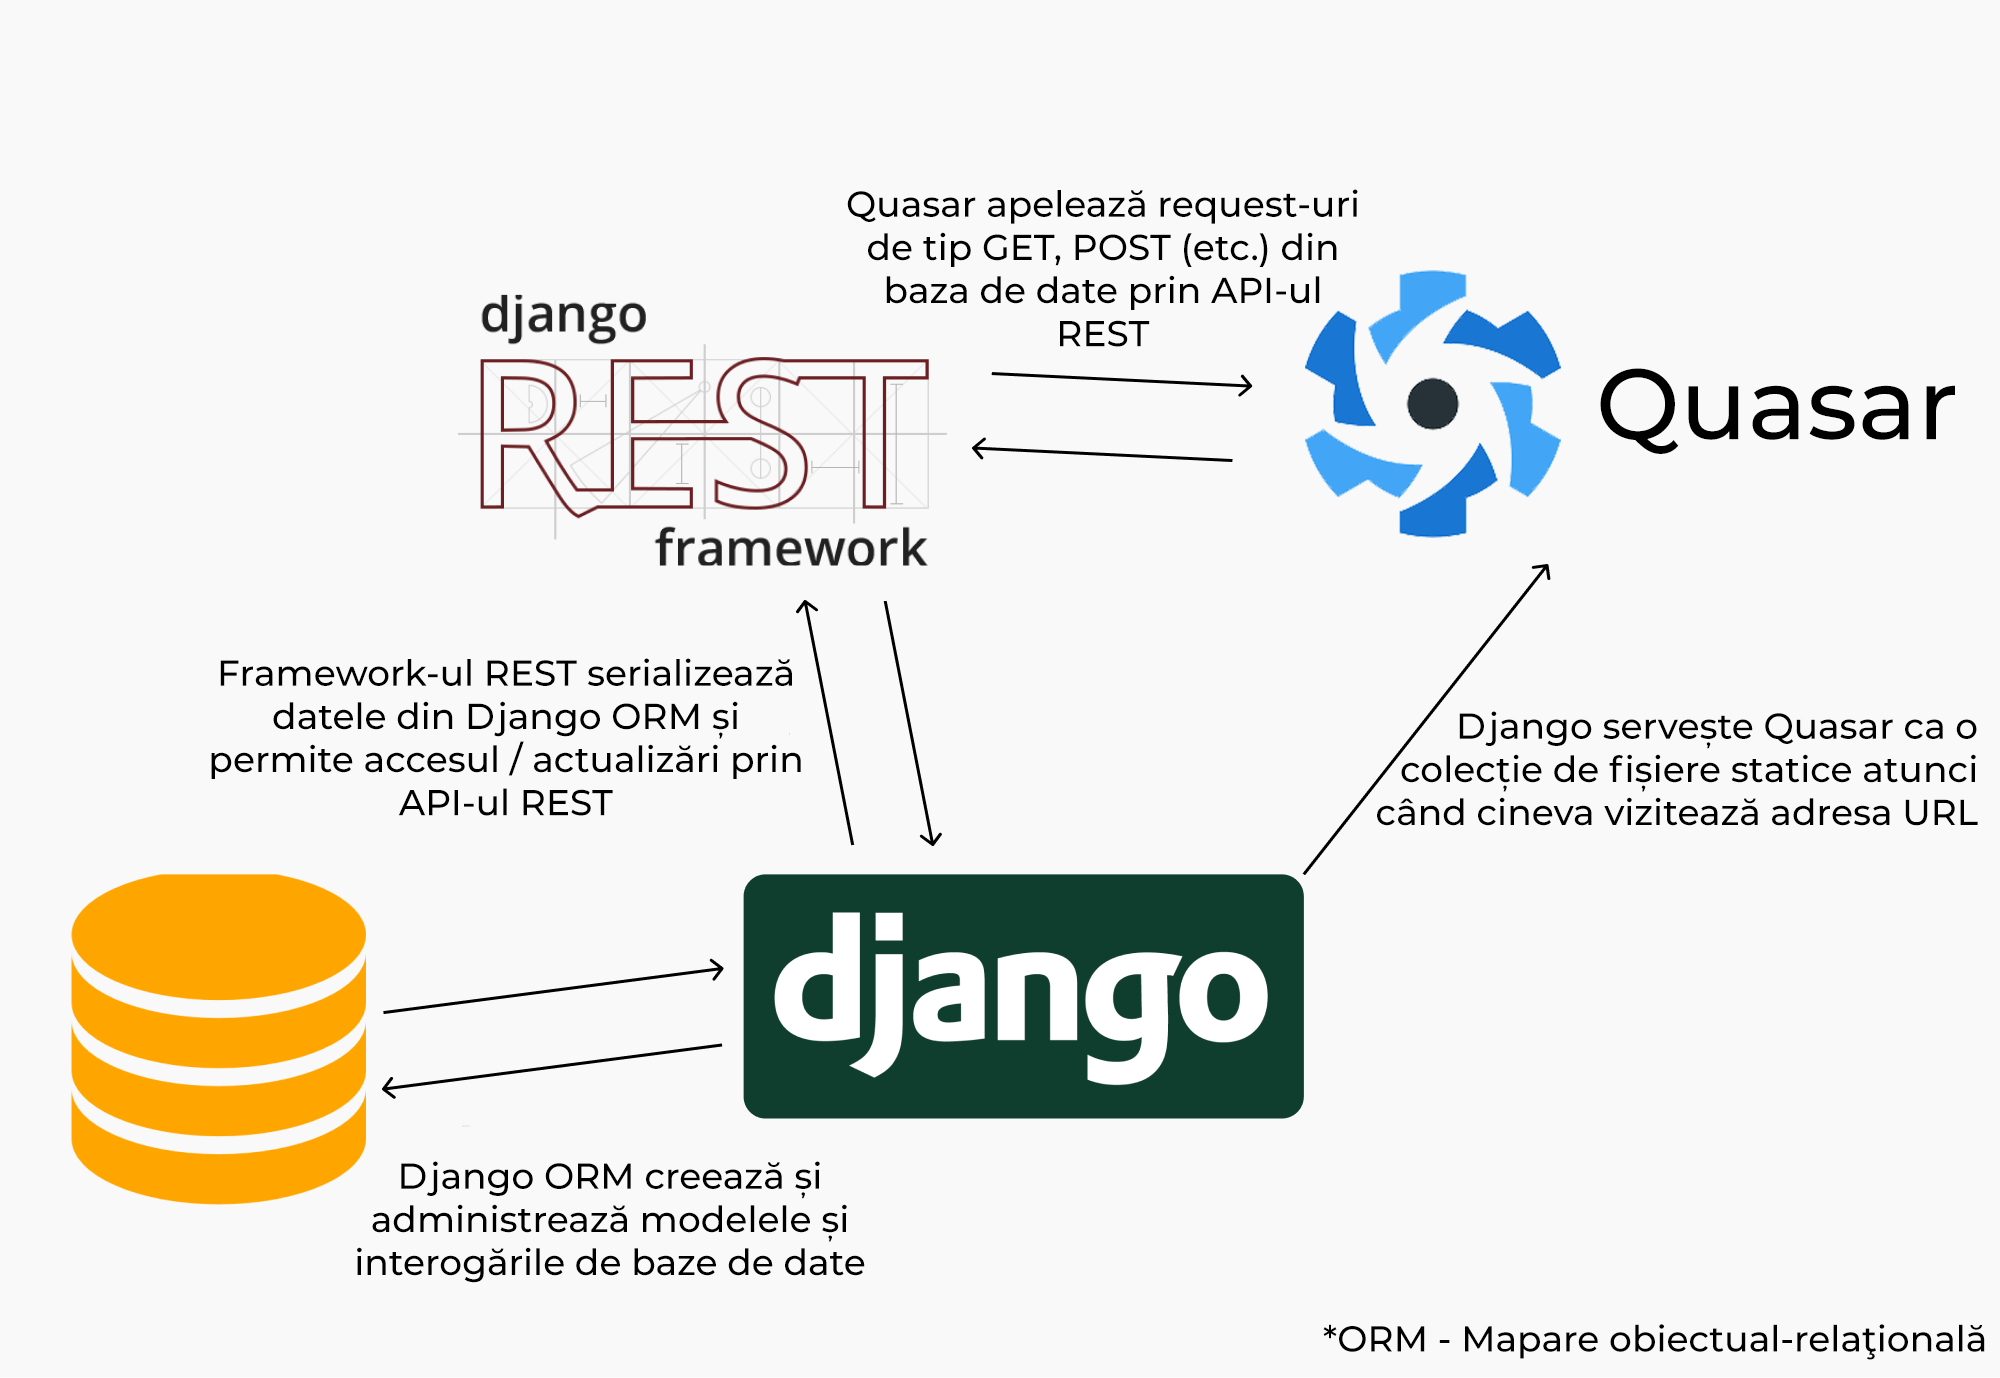 Quasar apelează request-uri
de tip GET, POST (etc.) din
baza de date prin API-ul
REST
django
REST
framework
Quasar
Framework-ul REST serializează
datele din Django ORM și
permite accesul / actualizări prin
API-ul REST
Django servește Quasar ca o
colecție de fișiere statice atunci
când cineva vizitează adresa URL
django
Django ORM creează și
administrează modelele și
interogările de baze de date
*ORM - Mapare obiectual-relaţională